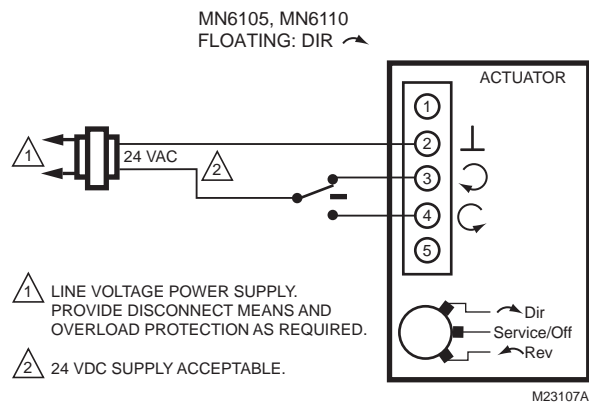 MN6105, MN6110
FLOATING: DIR
ACTUATOR
1
2
3
4
5
1
24 VAC
2
1 LINE VOLTAGE POWER SUPPLY.
PROVIDE DISCONNECT MEANS AND
OVERLOAD PROTECTION AS REQUIRED.
2 24 VDC SUPPLY ACCEPTABLE.
Dir
Service/Off
Rev
M23107A